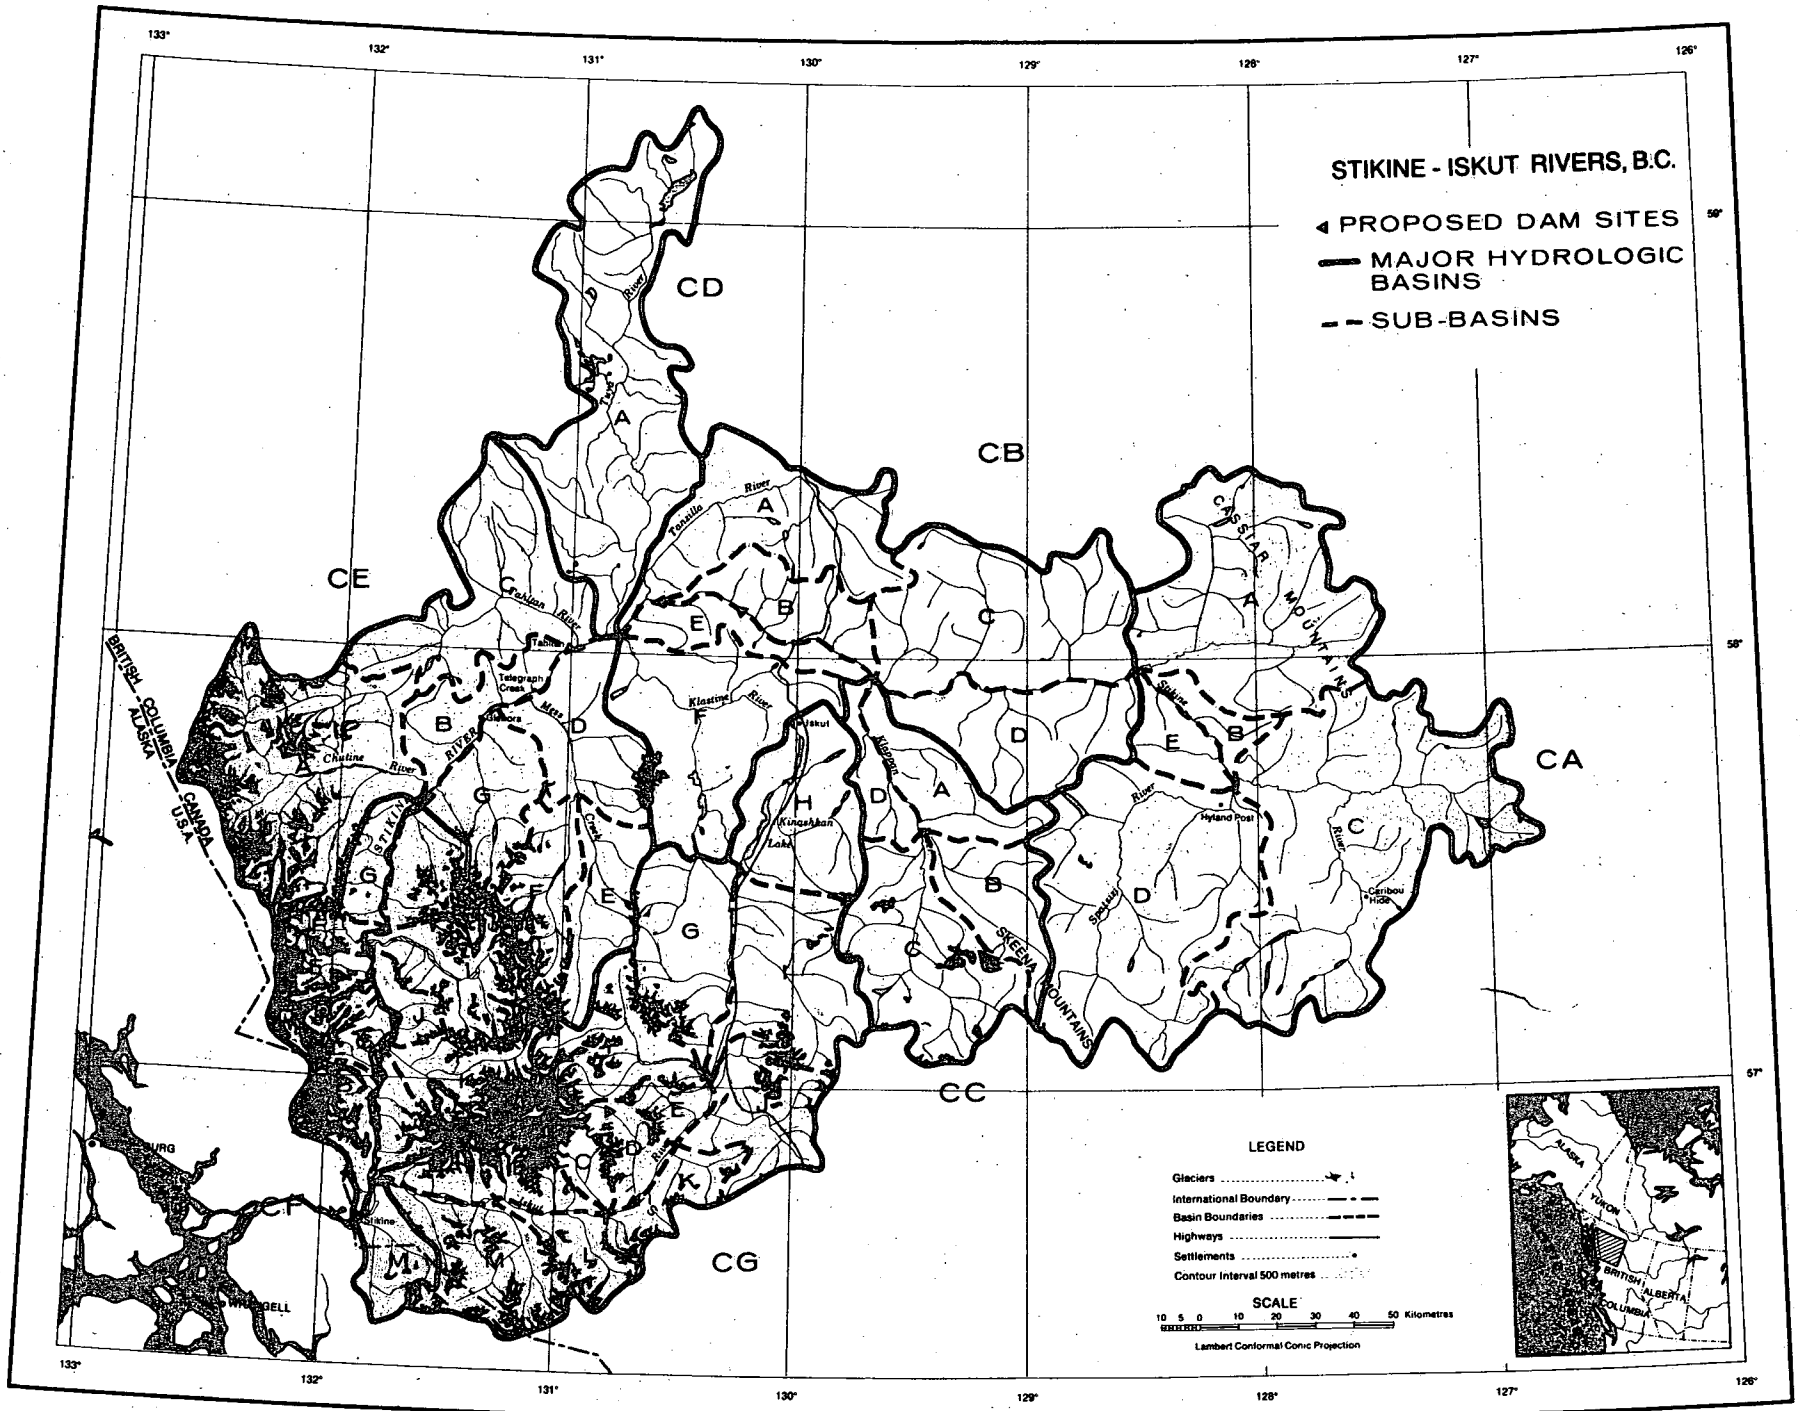 133°
132°
131°
130°
129°
128°
127°
126°
STIKINE - ISKUT RIVERS, B.C.
PROPOSED DAM SITES
MAJOR HYDROLOGIC
BASINS
SUB-BASINS
59°
CD
D
River
Tuya
A
CB
Tanzilla River
A
CASSIAR MOUNTAINS
CE
C
Tahltan River
B
E
C
A
Tahltan
58°
BRITISH COLUMBIA
ALASKA
Telegraph
Creek
Glenora
Mess
Creek
Klastine River
F
Iskut
Stikine
B
D
D
E
B
CA
Chutine River
A
RIVER
STIKINE
G
H
Klappan
D
A
River
Hyland Post
C
River
CANADA
U.S.A.
Kinashkan
Lake
G
F
E
B
D
Spatsizi
Caribou
Hide
G
I
C
SKEENA
MOUNTAINS
J
57°
CC
E
D
C
River
K
LEGEND
Glaciers
International Boundary
Basin Boundaries
Highways
Settlements
Contour Interval 500 metres
SCALE
10 5 0 10 20 30 40 50 Kilometres
Lambert Conformal Conic Projection
ALASKA
YUKON
BRITISH
COLUMBIA
ALBERTA
CF
Stikine
Iskut
M
L
CG
133°
132°
131°
130°
129°
128°
127°
126°